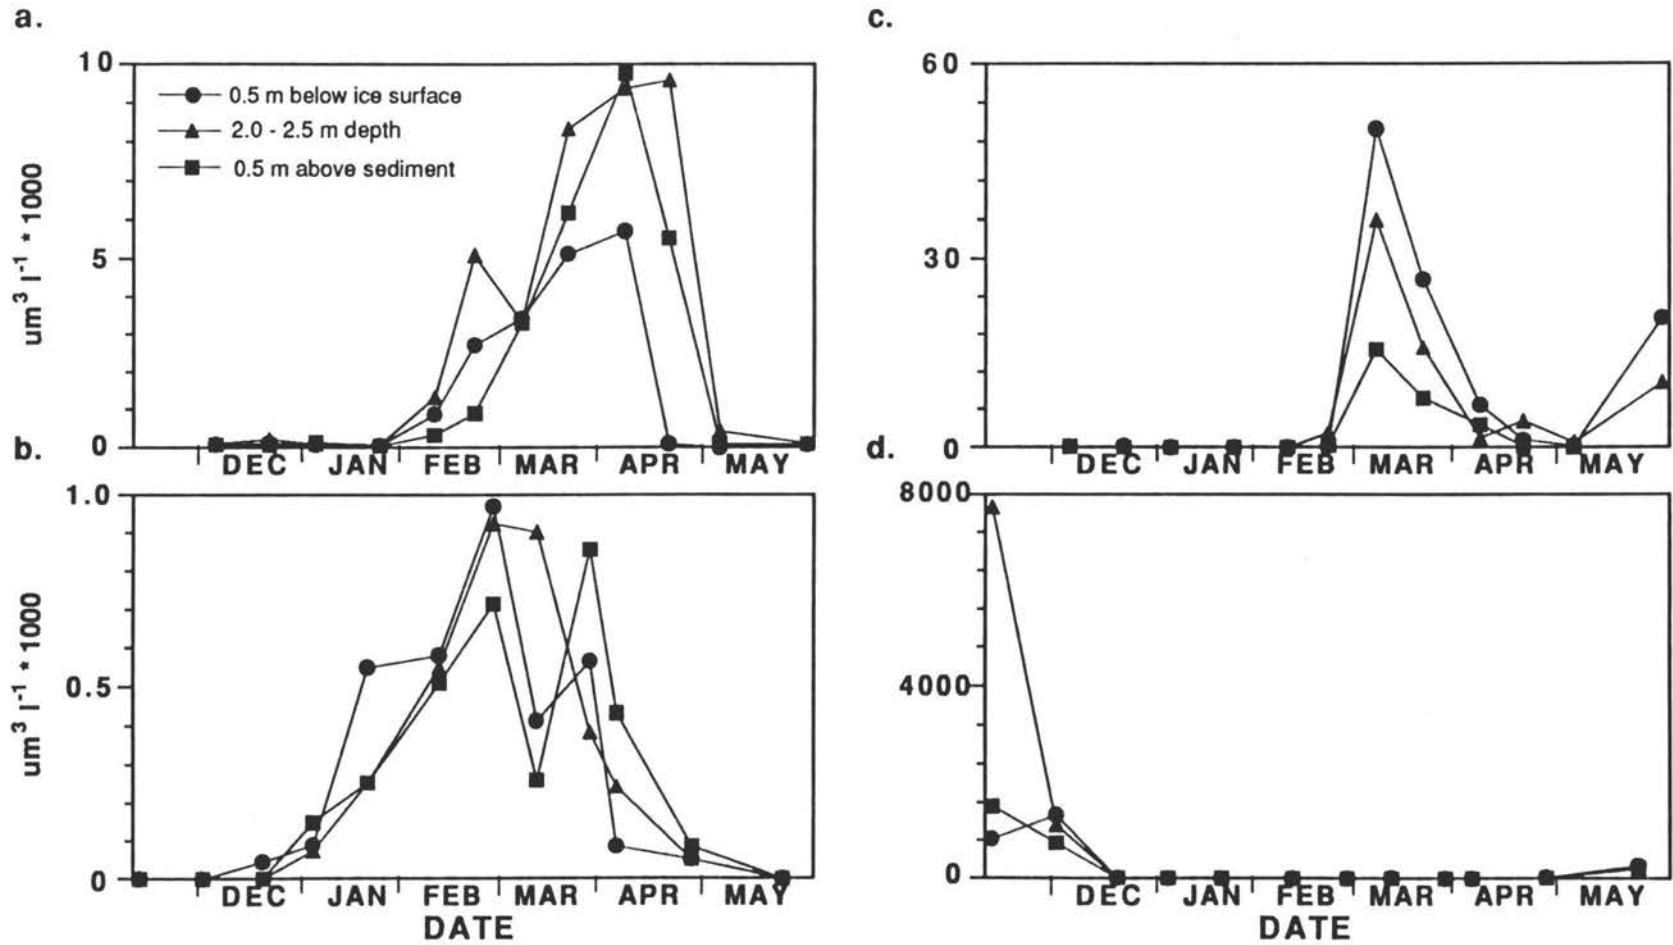 a.
10
0.5 m below ice surface
2.0 - 2.5 m depth
0.5 m above sediment
5
0
um³ l⁻¹ * 1000
DEC JAN FEB MAR APR MAY
c.
60
30
0
DEC JAN FEB MAR APR MAY
b.
1.0
0.5
0
um³ l⁻¹ * 1000
DEC JAN FEB MAR APR MAY
DATE
d.
8000
4000
0
DEC JAN FEB MAR APR MAY
DATE